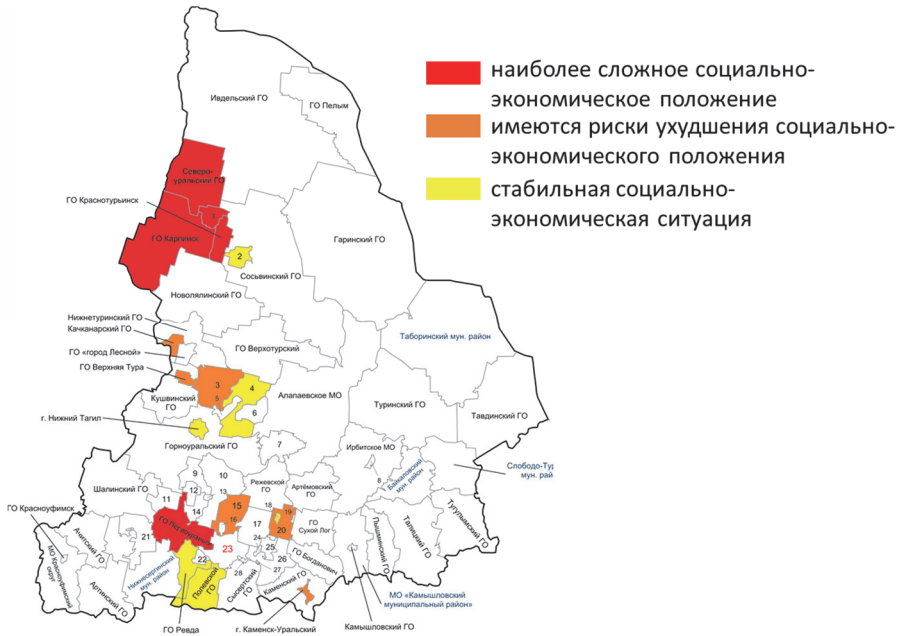 наиболее сложное социально-
экономическое положение
имеются риски ухудшения социально-
экономического положения
стабильная социально-
экономическая ситуация
Ивдельский ГО
ГО Пелым
Северо-
уральский ГО
ГО Краснотурьинск
1
ГО Карпинск
2
Гаринский ГО
Сосьвинский ГО
Новолялинский ГО
Нижнетуринский ГО
Качканарский ГО
ГО «город Лесной»
ГО Верхотурский
Таборинский мун. район
ГО Верхняя Тура
3
4
5
6
Кушвинский
ГО
Алапаевское МО
Туринский ГО
Тавдинский ГО
г. Нижний Тагил
Горноуральский ГО
7
Ирбитское МО
8
Байкаловский
мун. район
Слободо-Тур
мун. рай
9
10
Режевской
ГО
Артёмовский
ГО
Шалинский ГО
11
12
13
14
15
16
17
18
19
20
ГО
Сухой Лог
Пышминский ГО
Талицкий ГО
Тугулымский ГО
ГО Красноуфимск
Ачитский ГО
21
ГО Первоуральск
22
23
24
25
26
27
28
ГО Богданович
МО Красноуфимский
округ
Артинский ГО
Нижнесергинский
мун. район
Полевской
ГО
Сысертский
ГО
Каменский ГО
МО «Камышловский
муниципальный район»
ГО Ревда
г. Каменск-Уральский
Камышловский ГО